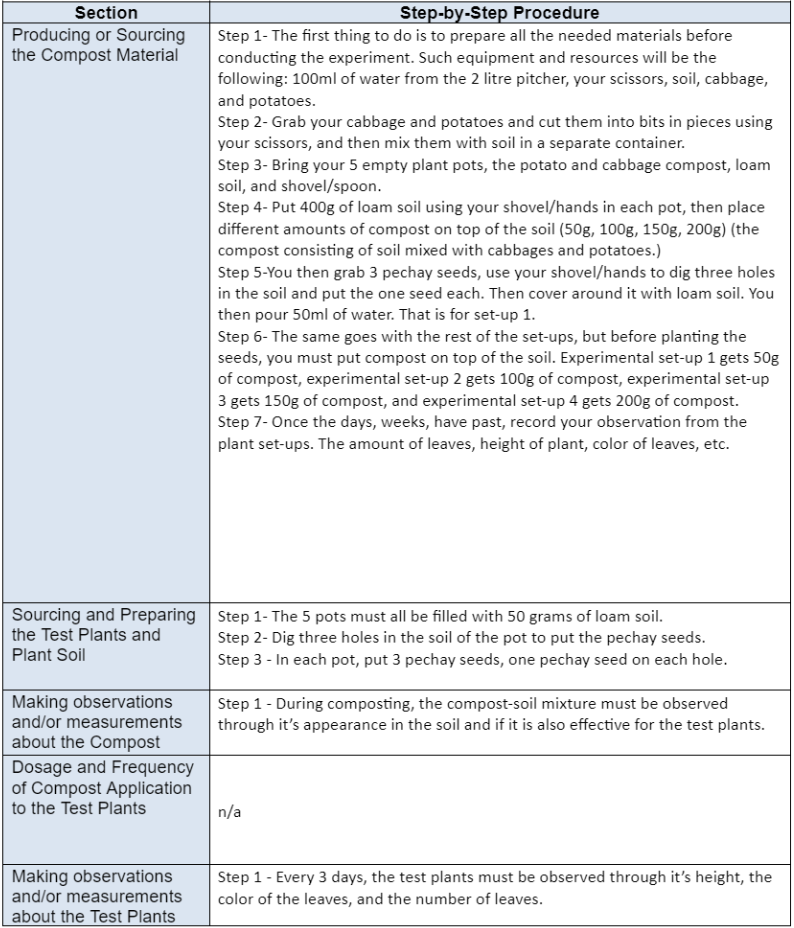 Section
Step-by-Step Procedure
Producing or Sourcing
the Compost Material
Step 1- The first thing to do is to prepare all the needed materials before
conducting the experiment. Such equipment and resources will be the
following: 100ml of water from the 2 litre pitcher, your scissors, soil, cabbage,
and potatoes.
Step 2- Grab your cabbage and potatoes and cut them into bits in pieces using
your scissors, and then mix them with soil in a separate container.
Step 3- Bring your 5 empty plant pots, the potato and cabbage compost, loam
soil, and shovel/spoon.
Step 4- Put 400g of loam soil using your shovel/hands in each pot, then place
different amounts of compost on top of the soil (50g, 100g, 150g, 200g) (the
compost consisting of soil mixed with cabbages and potatoes.)
Step 5-You then grab 3 pechay seeds, use your shovel/hands to dig three holes
in the soil and put the one seed each. Then cover around it with loam soil. You
then pour 50ml of water. That is for set-up 1.
Step 6- The same goes with the rest of the set-ups, but before planting the
seeds, you must put compost on top of the soil. Experimental set-up 1 gets 50g
of compost, experimental set-up 2 gets 100g of compost, experimental set-up
3 gets 150g of compost, and experimental set-up 4 gets 200g of compost.
Step 7- Once the days, weeks, have past, record your observation from the
plant set-ups. The amount of leaves, height of plant, color of leaves, etc.
Sourcing and Preparing
the Test Plants and
Plant Soil
Step 1- The 5 pots must all be filled with 50 grams of loam soil.
Step 2- Dig three holes in the soil of the pot to put the pechay seeds.
Step 3 - In each pot, put 3 pechay seeds, one pechay seed on each hole.
Making observations
and/or measurements
about the Compost
Step 1 - During composting, the compost-soil mixture must be observed
through it's appearance in the soil and if it is also effective for the test plants.
Dosage and Frequency
of Compost Application
to the Test Plants
n/a
Making observations
and/or measurements
about the Test Plants
Step 1 - Every 3 days, the test plants must be observed through it's height, the
color of the leaves, and the number of leaves.